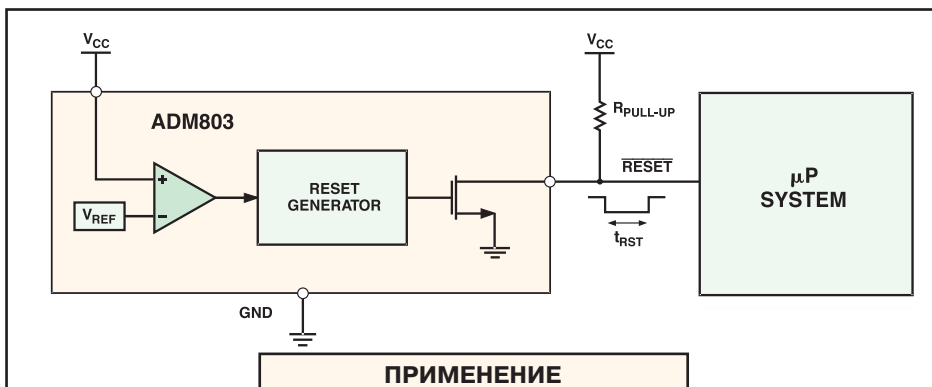 VCC
VCC
ADM803
RPULL-UP
RESET
+
VREF
−
RESET
GENERATOR
μP
SYSTEM
tRST
GND
ПРИМЕНЕНИЕ